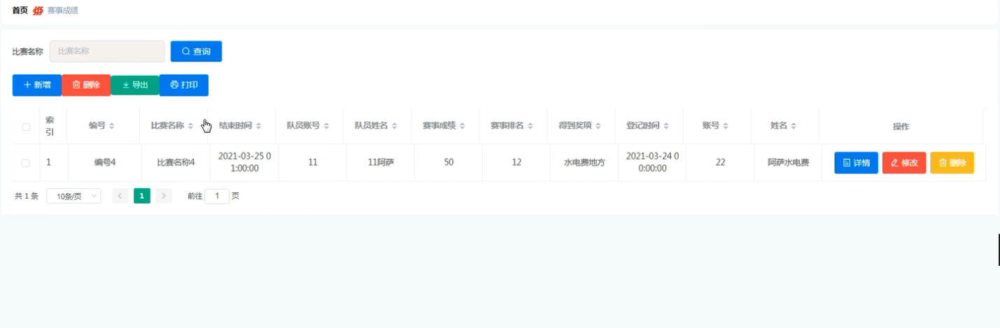 首页 赛事成绩
比赛名称 比赛名称 查询
新增 删除 导出 打印
索引 编号 比赛名称 结束时间 队员账号 队员姓名 赛事成绩 赛事排名 得到奖项 登记时间 账号 姓名 操作
1 编号4 比赛名称4 2021-03-25 01:00:00 11 11阿萨 50 12 水电费地方 2021-03-24 00:00:00 22 阿萨水电费 详情 修改 删除
共 1 条 10条/页 1 前往 1 页